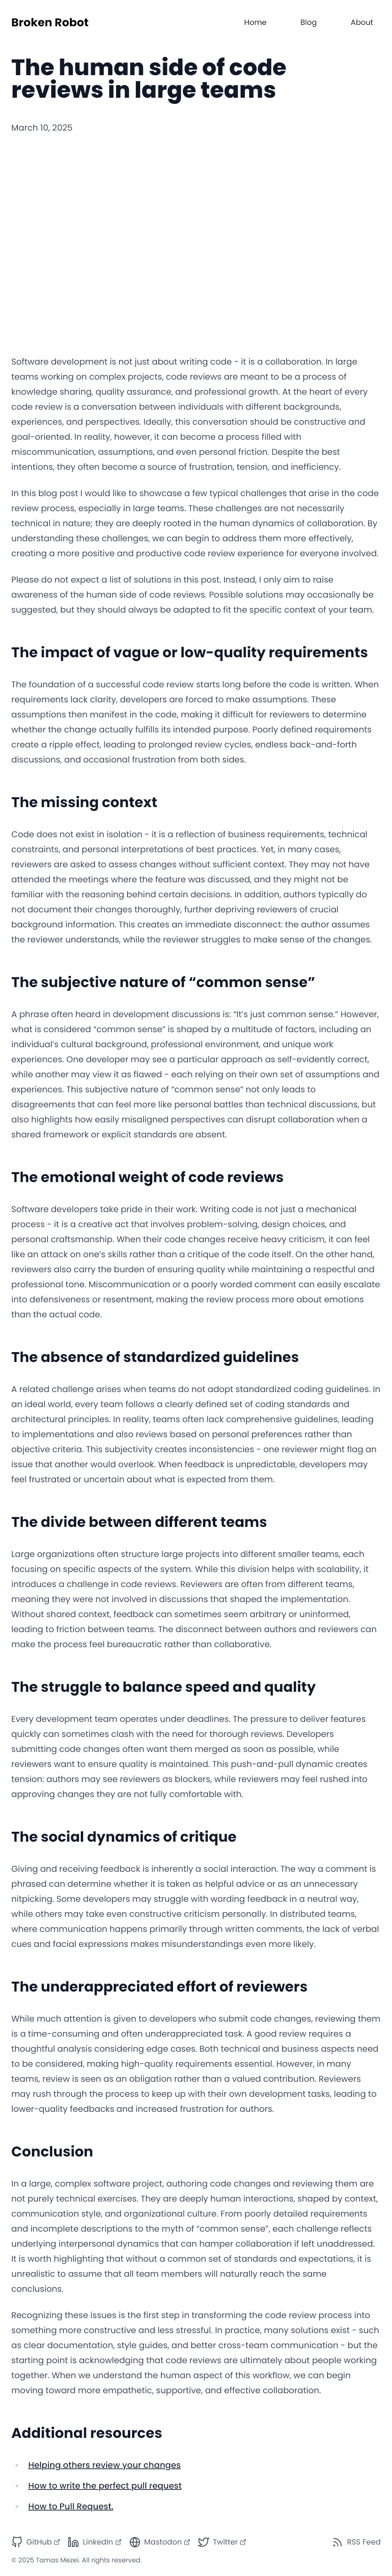 Broken Robot
Home Blog About
The human side of code
reviews in large teams
March 10, 2025
Software development is not just about writing code - it is a collaboration. In large
teams working on complex projects, code reviews are meant to be a process of
knowledge sharing, quality assurance, and professional growth. At the heart of every
code review is a conversation between individuals with different backgrounds,
experiences, and perspectives. Ideally, this conversation should be constructive and
goal-oriented. In reality, however, it can become a process filled with
miscommunication, assumptions, and even personal friction. Despite the best
intentions, they often become a source of frustration, tension, and inefficiency.
In this blog post I would like to showcase a few typical challenges that arise in the code
review process, especially in large teams. These challenges are not necessarily
technical in nature; they are deeply rooted in the human dynamics of collaboration. By
understanding these challenges, we can begin to address them more effectively,
creating a more positive and productive code review experience for everyone involved.
Please do not expect a list of solutions in this post. Instead, I only aim to raise
awareness of the human side of code reviews. Possible solutions may occasionally be
suggested, but they should always be adapted to fit the specific context of your team.
The impact of vague or low-quality requirements
The foundation of a successful code review starts long before the code is written. When
requirements lack clarity, developers are forced to make assumptions. These
assumptions then manifest in the code, making it difficult for reviewers to determine
whether the change actually fulfills its intended purpose. Poorly defined requirements
create a ripple effect, leading to prolonged review cycles, endless back-and-forth
discussions, and occasional frustration from both sides.
The missing context
Code does not exist in isolation - it is a reflection of business requirements, technical
constraints, and personal interpretations of best practices. Yet, in many cases,
reviewers are asked to assess changes without sufficient context. They may not have
attended the meetings where the feature was discussed, and they might not be
familiar with the reasoning behind certain decisions. In addition, authors typically do
not document their changes thoroughly, further depriving reviewers of crucial
background information. This creates an immediate disconnect: the author assumes
the reviewer understands, while the reviewer struggles to make sense of the changes.
The subjective nature of “common sense”
A phrase often heard in development discussions is: “It’s just common sense.” However,
what is considered “common sense” is shaped by a multitude of factors, including an
individual’s cultural background, professional environment, and unique work
experiences. One developer may see a particular approach as self-evidently correct,
while another may view it as flawed - each relying on their own set of assumptions and
experiences. This subjective nature of “common sense” not only leads to
disagreements that can feel more like personal battles than technical discussions, but
also highlights how easily misaligned perspectives can disrupt collaboration when a
shared framework or explicit standards are absent.
The emotional weight of code reviews
Software developers take pride in their work. Writing code is not just a mechanical
process - it is a creative act that involves problem-solving, design choices, and
personal craftsmanship. When their code changes receive heavy criticism, it can feel
like an attack on one’s skills rather than a critique of the code itself. On the other hand,
reviewers also carry the burden of ensuring quality while maintaining a respectful and
professional tone. Miscommunication or a poorly worded comment can easily escalate
into defensiveness or resentment, making the review process more about emotions
than the actual code.
The absence of standardized guidelines
A related challenge arises when teams do not adopt standardized coding guidelines. In
an ideal world, every team follows a clearly defined set of coding standards and
architectural principles. In reality, teams often lack comprehensive guidelines, leading
to implementations and also reviews based on personal preferences rather than
objective criteria. This subjectivity creates inconsistencies - one reviewer might flag an
issue that another would overlook. When feedback is unpredictable, developers may
feel frustrated or uncertain about what is expected from them.
The divide between different teams
Large organizations often structure large projects into different smaller teams, each
focusing on specific aspects of the system. While this division helps with scalability, it
introduces a challenge in code reviews. Reviewers are often from different teams,
meaning they were not involved in discussions that shaped the implementation.
Without shared context, feedback can sometimes seem arbitrary or uninformed,
leading to friction between teams. The disconnect between authors and reviewers can
make the process feel bureaucratic rather than collaborative.
The struggle to balance speed and quality
Every development team operates under deadlines. The pressure to deliver features
quickly can sometimes clash with the need for thorough reviews. Developers
submitting code changes often want them merged as soon as possible, while
reviewers want to ensure quality is maintained. This push-and-pull dynamic creates
tension: authors may see reviewers as blockers, while reviewers may feel rushed into
approving changes they are not fully comfortable with.
The social dynamics of critique
Giving and receiving feedback is inherently a social interaction. The way a comment is
phrased can determine whether it is taken as helpful advice or as an unnecessary
nitpicking. Some developers may struggle with wording feedback in a neutral way,
while others may take even constructive criticism personally. In distributed teams,
where communication happens primarily through written comments, the lack of verbal
cues and facial expressions makes misunderstandings even more likely.
The underappreciated effort of reviewers
While much attention is given to developers who submit code changes, reviewing them
is a time-consuming and often underappreciated task. A good review requires a
thoughtful analysis considering edge cases. Both technical and business aspects need
to be considered, making high-quality requirements essential. However, in many
teams, review is seen as an obligation rather than a valued contribution. Reviewers
may rush through the process to keep up with their own development tasks, leading to
lower-quality feedbacks and increased frustration for authors.
Conclusion
In a large, complex software project, authoring code changes and reviewing them are
not purely technical exercises. They are deeply human interactions, shaped by context,
communication style, and organizational culture. From poorly detailed requirements
and incomplete descriptions to the myth of “common sense”, each challenge reflects
underlying interpersonal dynamics that can hamper collaboration if left unaddressed.
It is worth highlighting that without a common set of standards and expectations, it is
unrealistic to assume that all team members will naturally reach the same
conclusions.
Recognizing these issues is the first step in transforming the code review process into
something more constructive and less stressful. In practice, many solutions exist - such
as clear documentation, style guides, and better cross-team communication - but the
starting point is acknowledging that code reviews are ultimately about people working
together. When we understand the human aspect of this workflow, we can begin
moving toward more empathetic, supportive, and effective collaboration.
Additional resources
Helping others review your changes
How to write the perfect pull request
How to Pull Request.
GitHub LinkedIn Mastodon Twitter RSS Feed
© 2025 Tamas Mezei. All rights reserved.